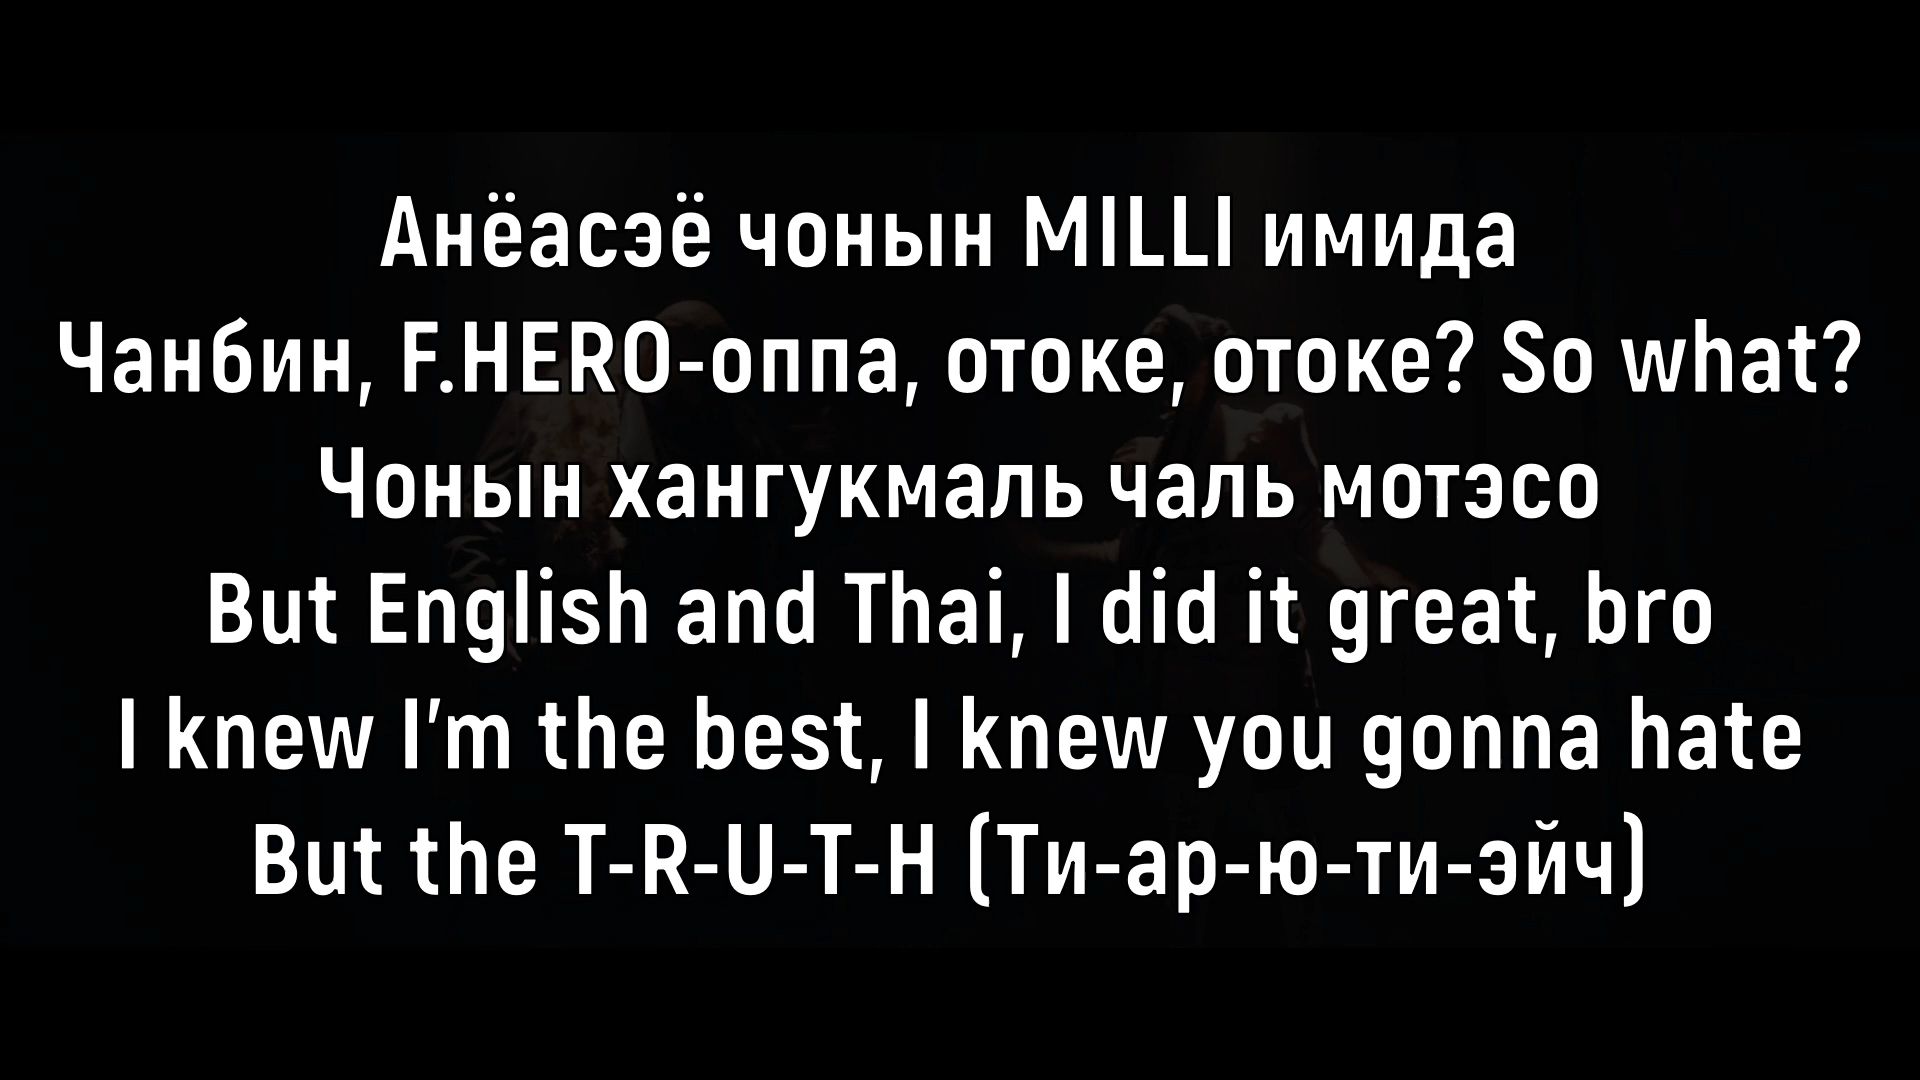 Анёасэё чонын MILLI имида
Чанбин, F.HERO-оппа, отоке, отоке? So what?
Чонын хангукмаль чаль мотэсо
But English and Thai, I did it great, bro
I knew I'm the best, I knew you gonna hate
But the T-R-U-T-H (Ти-ар-ю-ти-эйч)